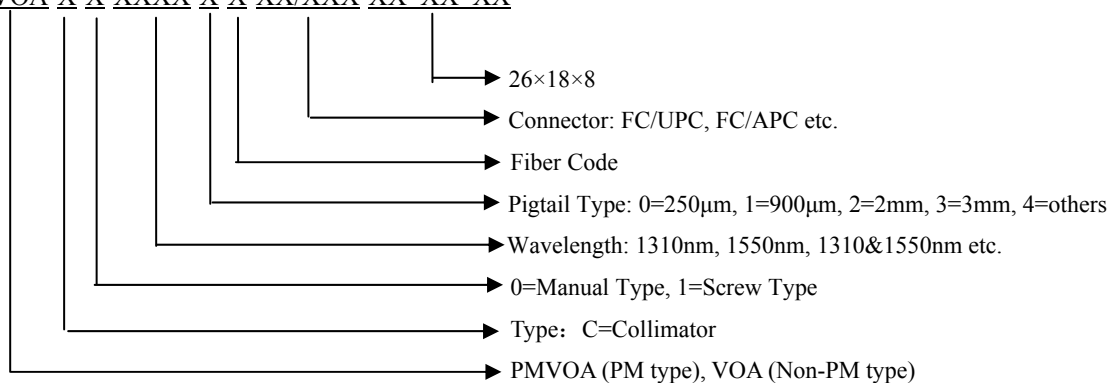 VOA X X XXXX X X XX/XXX XX*XX*XX
26×18×8
Connector: FC/UPC, FC/APC etc.
Fiber Code
Pigtail Type: 0=250μm, 1=900μm, 2=2mm, 3=3mm, 4=others
Wavelength: 1310nm, 1550nm, 1310&1550nm etc.
0=Manual Type, 1=Screw Type
Type：C=Collimator
PMVOA (PM type), VOA (Non-PM type)